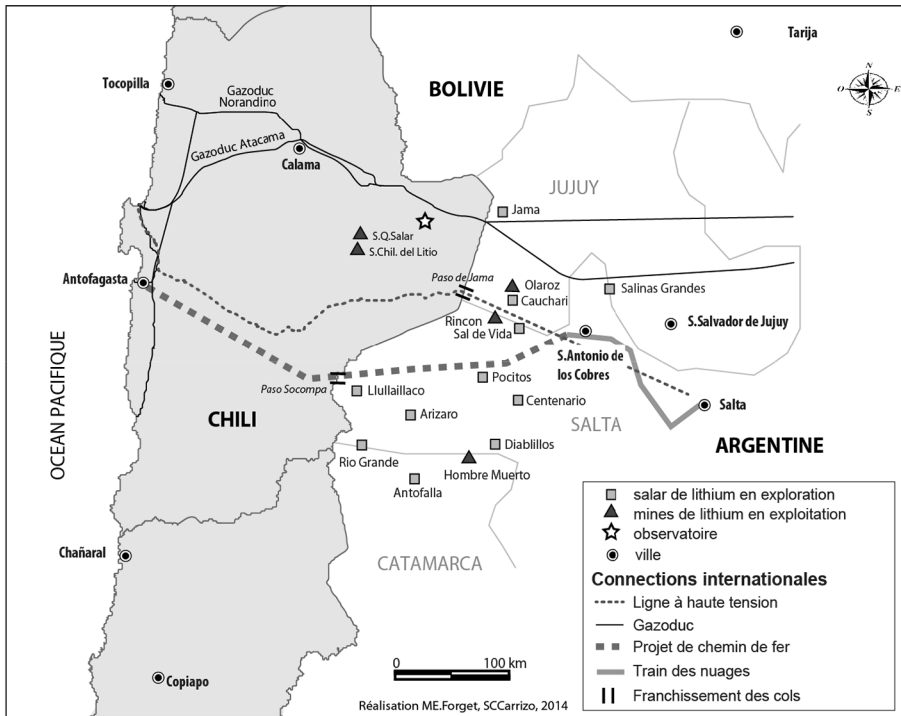 Tarija
N
O
E
S
Tocopilla
BOLIVIE
Gazoduc
Norandino
Gazoduc Atacama
Calama
JUJUY
Jama
S.Q.Salar
S.Chil. del Litio
Antofagasta
Paso de Jama
Olaroz
Cauchari
Salinas Grandes
Rincon
Sal de Vida
S.Salvador de Jujuy
S.Antonio de
los Cobres
OCEAN PACIFIQUE
Paso Socompa
Llullaillaco
Pocitos
Centenario
Salta
CHILI
Arizaro
SALTA
ARGENTINE
Diablillos
Rio Grande
Hombre Muerto
Antofalla
Chañaral
CATAMARCA
Copiapo
0
100 km
Réalisation ME.Forget, SCCarrizo, 2014
salar de lithium en exploration
mines de lithium en exploitation
observatoire
ville
Connections internationales
Ligne à haute tension
Gazoduc
Projet de chemin de fer
Train des nuages
Franchissement des cols